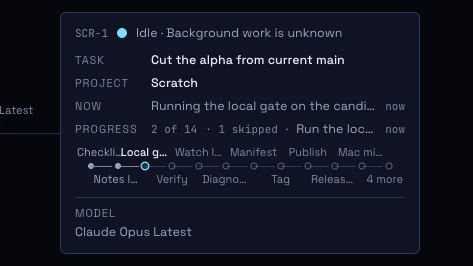 SCR-1 Idle · Background work is unknown
TASK Cut the alpha from current main
Latest
PROJECT Scratch
NOW Running the local gate on the candi... now
PROGRESS 2 of 14 · 1 skipped · Run the loc... now
Checkli... Local g... Watch l... Manifest Publish Mac mi...
Notes l... Verify Diagno... Tag Releas... 4 more
MODEL
Claude Opus Latest